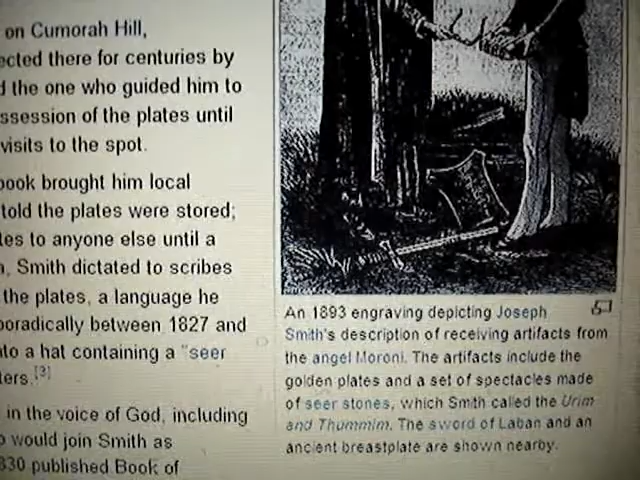 on Cumorah Hill,
ected there for centuries by
d the one who guided him to
ssession of the plates until
visits to the spot.
book brought him local
told the plates were stored;
tes to anyone else until a
, Smith dictated to scribes
the plates, a language he
poradically between 1827 and
nto a hat containing a "seer
ters.[3]
in the voice of God, including
o would join Smith as
830 published Book of
An 1893 engraving depicting Joseph
Smith's description of receiving artifacts from
the angel Moroni. The artifacts include the
golden plates and a set of spectacles made
of seer stones, which Smith called the Urim
and Thummim. The sword of Laban and an
ancient breastplate are shown nearby.